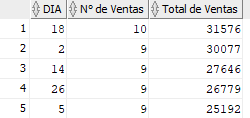 DIA Nº de Ventas Total de Ventas
1 18 10 31576
2 2 9 30077
3 14 9 27646
4 26 9 26779
5 5 9 25192